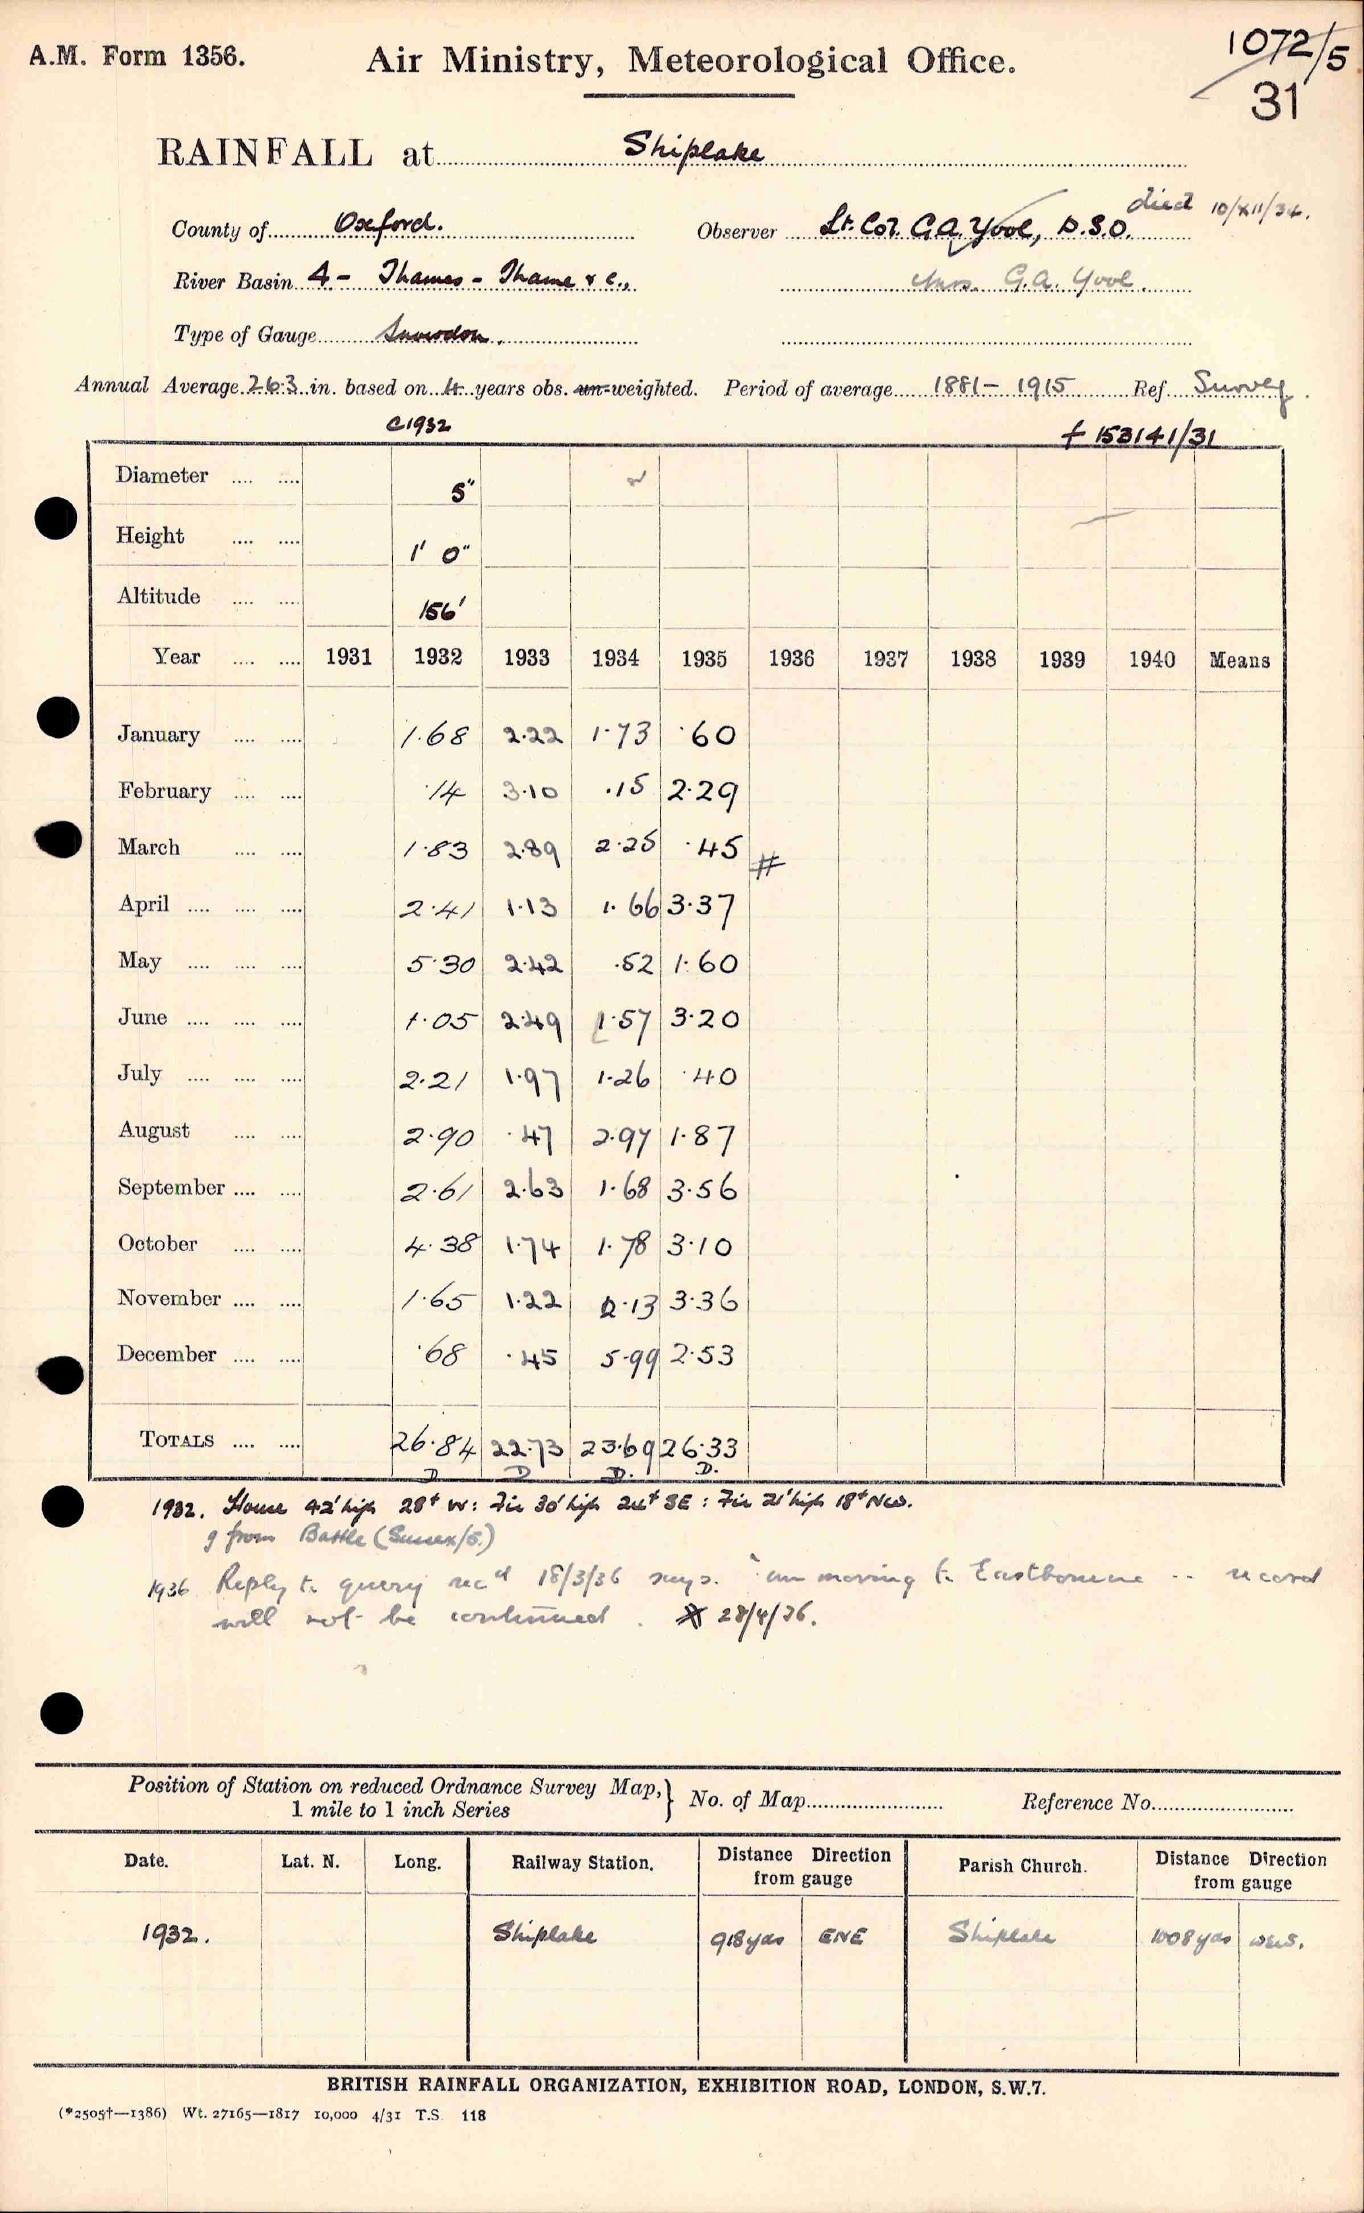 A.M. Form 1356.
Air Ministry, Meteorological Office.
1072/5
31
RAINFALL at Shiplake
County of Oxford. Observer Lt. Col. G.A. Yool, D.S.O. died 10/XII/34.
River Basin 4 - Thames - Thame & c., Mrs. G.A. Yool.
Type of Gauge Snowdon.
Annual Average 26.3 in. based on 4 years obs. un-weighted. Period of average 1881 - 1915 Ref. Survey.
c1932 † 153141/31
Diameter .... .... 5"
Height .... .... 1' 0"
Altitude .... .... 156'
Year .... .... 1931 1932 1933 1934 1935 1936 1937 1938 1939 1940 Means
January .... .... 1.68 2.22 1.73 .60
February .... .... .14 3.10 .15 2.29
March .... .... 1.83 2.89 2.25 .45 #
April .... .... .... 2.41 1.13 1.66 3.37
May .... .... .... 5.30 2.42 .52 1.60
June .... .... .... 1.05 2.49 1.57 3.20
July .... .... .... 2.21 1.97 1.26 .40
August .... .... 2.90 .47 2.97 1.87
September .... .... 2.61 2.63 1.68 3.56
October .... .... 4.38 1.74 1.78 3.10
November .... .... 1.65 1.22 2.13 3.36
December .... .... .68 .45 5.99 2.53
TOTALS .... .... 26.84 22.73 23.69 26.33
D D D. D.
1932. House 42' high 28ft W: Fir 30' high 24ft SE: Fir 21' high 18ft NW.
g from Battle (Sussex/5.)
1936 Reply to query recd 18/3/36 says. "am moving to Eastbourne -- record
will not be continued. 28/4/36.
Position of Station on reduced Ordnance Survey Map,
1 mile to 1 inch Series } No. of Map Reference No.
Date. Lat. N. Long. Railway Station. Distance Direction from gauge Parish Church. Distance Direction from gauge
1932. Shiplake 918 yds ENE Shiplake 1008 yds
BRITISH RAINFALL ORGANIZATION, EXHIBITION ROAD, LONDON, S.W.7.
(*2505†—1386) Wt. 27165—1817 10,000 4/31 T.S. 118